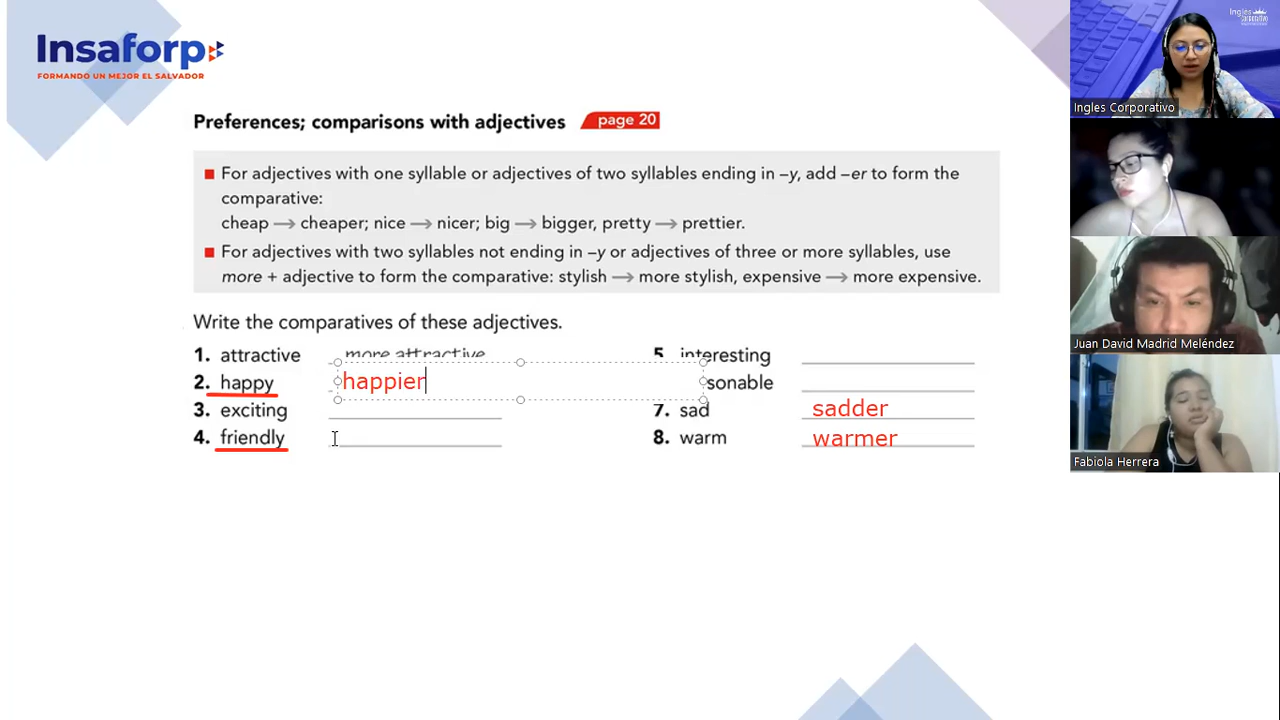 Insaforp
FORMANDO UN MEJOR EL SALVADOR
Preferences; comparisons with adjectives page 20
For adjectives with one syllable or adjectives of two syllables ending in –y, add –er to form the
comparative:
cheap → cheaper; nice → nicer; big → bigger, pretty → prettier.
For adjectives with two syllables not ending in –y or adjectives of three or more syllables, use
more + adjective to form the comparative: stylish → more stylish, expensive → more expensive.
Write the comparatives of these adjectives.
1. attractive more attractive
2. happy happier
3. exciting
4. friendly
5. interesting
sonable
7. sad sadder
8. warm warmer
Ingles Corporativo
Ingles Corporativo
Juan David Madrid Meléndez
Fabiola Herrera